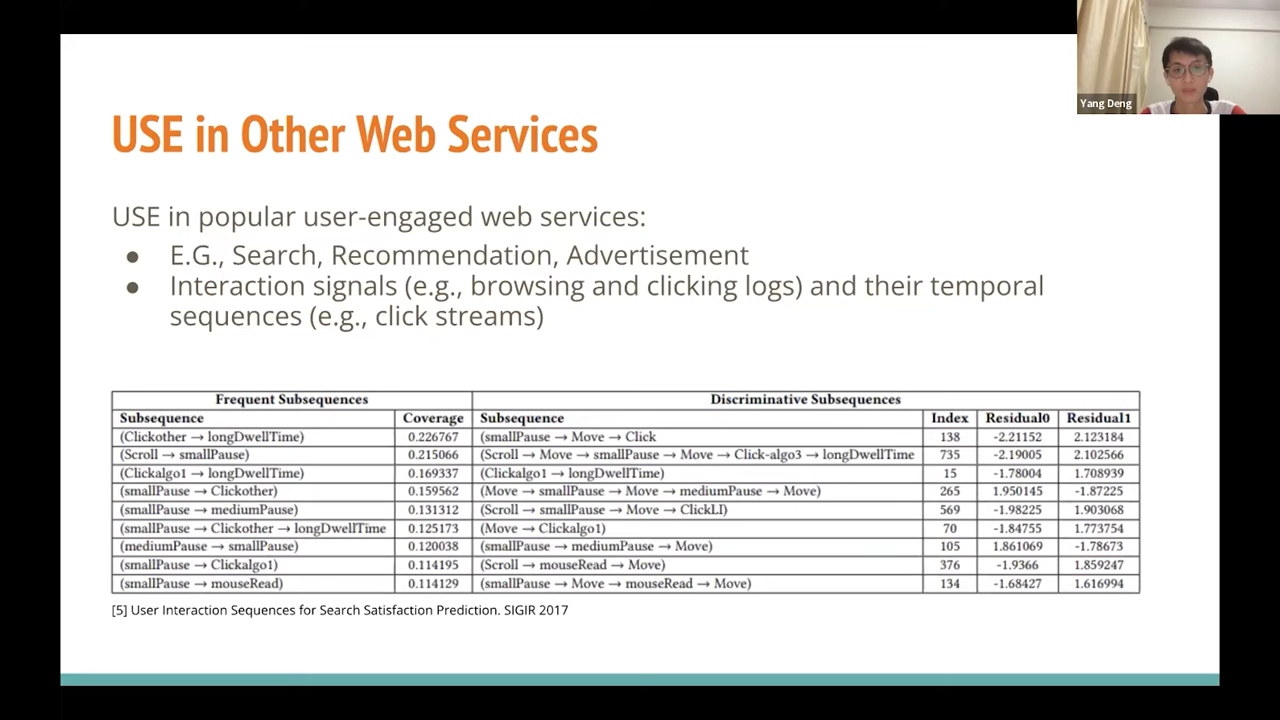 Yang Deng
USE in Other Web Services
USE in popular user-engaged web services:
● E.G., Search, Recommendation, Advertisement
● Interaction signals (e.g., browsing and clicking logs) and their temporal
sequences (e.g., click streams)
Frequent Subsequences Discriminative Subsequences
Subsequence Coverage Subsequence Index Residual0 Residual1
(Clickother → longDwellTime) 0.226767 (smallPause → Move → Click 138 -2.21152 2.123184
(Scroll → smallPause) 0.215066 (Scroll → Move → smallPause → Move → Click-algo3 → longDwellTime 735 -2.19005 2.102566
(Clickalgo1 → longDwellTime) 0.169337 (Clickalgo1 → longDwellTime) 15 -1.78004 1.708939
(smallPause → Clickother) 0.159562 (Move → smallPause → Move → mediumPause → Move) 265 1.950145 -1.87225
(smallPause → mediumPause) 0.131312 (Scroll → smallPause → Move → ClickLI) 569 -1.98225 1.903068
(smallPause → Clickother → longDwellTime 0.125173 (Move → Clickalgo1) 70 -1.84755 1.773754
(mediumPause → smallPause) 0.120038 (smallPause → mediumPause → Move) 105 1.861069 -1.78673
(smallPause → Clickalgo1) 0.114195 (Scroll → mouseRead → Move) 376 -1.9366 1.859247
(smallPause → mouseRead) 0.114129 (smallPause → Move → mouseRead → Move) 134 -1.68427 1.616994
[5] User Interaction Sequences for Search Satisfaction Prediction. SIGIR 2017